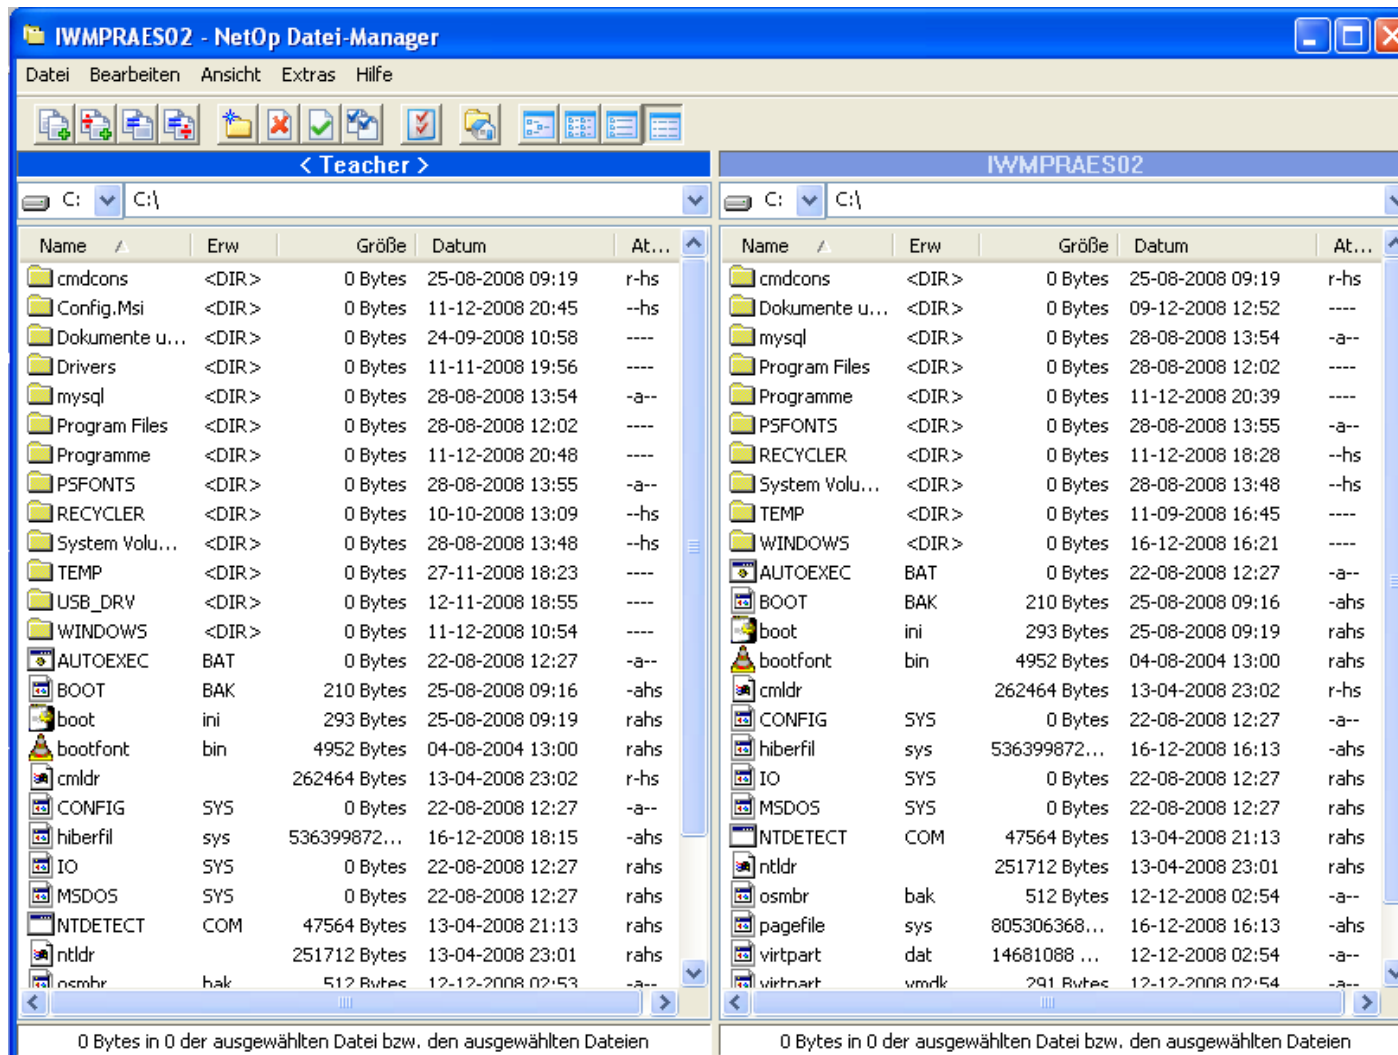 IWMPRAES02 - NetOp Datei-Manager
Datei Bearbeiten Ansicht Extras Hilfe
< Teacher >
C: C:\
Name Erw Größe Datum At...
cmdcons <DIR> 0 Bytes 25-08-2008 09:19 r-hs
Config.Msi <DIR> 0 Bytes 11-12-2008 20:45 --hs
Dokumente u... <DIR> 0 Bytes 24-09-2008 10:58 ----
Drivers <DIR> 0 Bytes 11-11-2008 19:56 ----
mysql <DIR> 0 Bytes 28-08-2008 13:54 -a--
Program Files <DIR> 0 Bytes 28-08-2008 12:02 ----
Programme <DIR> 0 Bytes 11-12-2008 20:48 ----
PSFONTS <DIR> 0 Bytes 28-08-2008 13:55 -a--
RECYCLER <DIR> 0 Bytes 10-10-2008 13:09 --hs
System Volu... <DIR> 0 Bytes 28-08-2008 13:48 --hs
TEMP <DIR> 0 Bytes 27-11-2008 18:23 ----
USB_DRV <DIR> 0 Bytes 12-11-2008 18:55 ----
WINDOWS <DIR> 0 Bytes 11-12-2008 10:54 ----
AUTOEXEC BAT 0 Bytes 22-08-2008 12:27 -a--
BOOT BAK 210 Bytes 25-08-2008 09:16 -ahs
boot ini 293 Bytes 25-08-2008 09:19 rahs
bootfont bin 4952 Bytes 04-08-2004 13:00 rahs
cmldr 262464 Bytes 13-04-2008 23:02 r-hs
CONFIG SYS 0 Bytes 22-08-2008 12:27 -a--
hiberfil sys 536399872... 16-12-2008 18:15 -ahs
IO SYS 0 Bytes 22-08-2008 12:27 rahs
MSDOS SYS 0 Bytes 22-08-2008 12:27 rahs
NTDETECT COM 47564 Bytes 13-04-2008 21:13 rahs
ntldr 251712 Bytes 13-04-2008 23:01 rahs
osmbr bak 512 Bytes 12-12-2008 02:53 -a--
0 Bytes in 0 der ausgewählten Datei bzw. den ausgewählten Dateien
IWMPRAES02
C: C:\
Name Erw Größe Datum At...
cmdcons <DIR> 0 Bytes 25-08-2008 09:19 r-hs
Dokumente u... <DIR> 0 Bytes 09-12-2008 12:52 ----
mysql <DIR> 0 Bytes 28-08-2008 13:54 -a--
Program Files <DIR> 0 Bytes 28-08-2008 12:02 ----
Programme <DIR> 0 Bytes 11-12-2008 20:39 ----
PSFONTS <DIR> 0 Bytes 28-08-2008 13:55 -a--
RECYCLER <DIR> 0 Bytes 11-12-2008 18:28 --hs
System Volu... <DIR> 0 Bytes 28-08-2008 13:48 --hs
TEMP <DIR> 0 Bytes 11-09-2008 16:45 ----
WINDOWS <DIR> 0 Bytes 16-12-2008 16:21 ----
AUTOEXEC BAT 0 Bytes 22-08-2008 12:27 -a--
BOOT BAK 210 Bytes 25-08-2008 09:16 -ahs
boot ini 293 Bytes 25-08-2008 09:19 rahs
bootfont bin 4952 Bytes 04-08-2004 13:00 rahs
cmldr 262464 Bytes 13-04-2008 23:02 r-hs
CONFIG SYS 0 Bytes 22-08-2008 12:27 -a--
hiberfil sys 536399872... 16-12-2008 16:13 -ahs
IO SYS 0 Bytes 22-08-2008 12:27 rahs
MSDOS SYS 0 Bytes 22-08-2008 12:27 rahs
NTDETECT COM 47564 Bytes 13-04-2008 21:13 rahs
ntldr 251712 Bytes 13-04-2008 23:01 rahs
osmbr bak 512 Bytes 12-12-2008 02:54 -a--
pagefile sys 805306368... 16-12-2008 16:13 -ahs
virtpart dat 14681088 ... 12-12-2008 02:54 -a--
virtpart vmdk 291 Bytes 12-12-2008 02:54 -a--
0 Bytes in 0 der ausgewählten Datei bzw. den ausgewählten Dateien